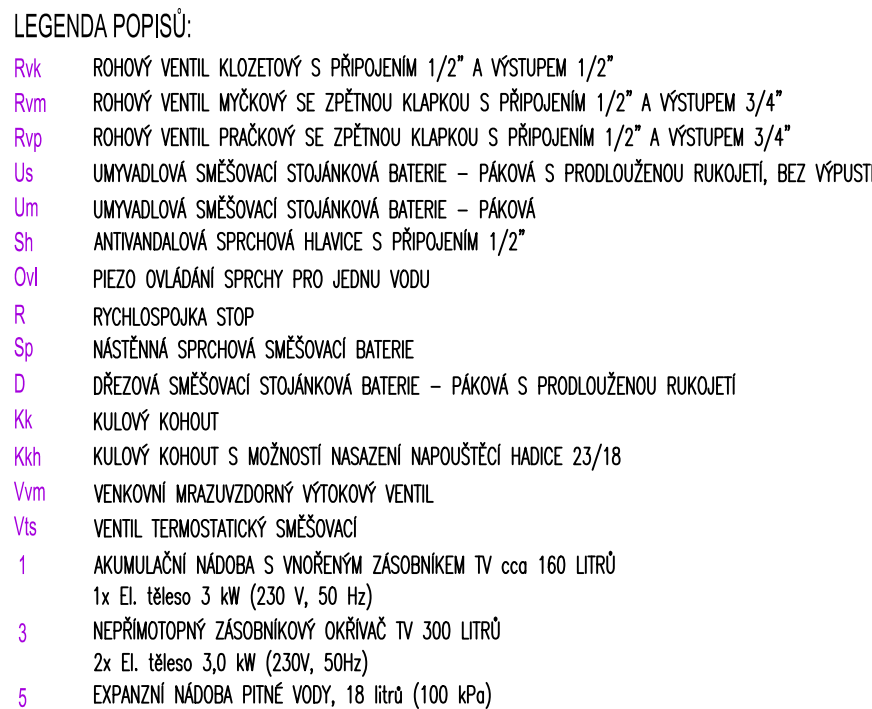 LEGENDA POPISŮ:
Rvk ROHOVÝ VENTIL KLOZETOVÝ S PŘIPOJENÍM 1/2" A VÝSTUPEM 1/2"
Rvm ROHOVÝ VENTIL MYČKOVÝ SE ZPĚTNOU KLAPKOU S PŘIPOJENÍM 1/2" A VÝSTUPEM 3/4"
Rvp ROHOVÝ VENTIL PRAČKOVÝ SE ZPĚTNOU KLAPKOU S PŘIPOJENÍM 1/2" A VÝSTUPEM 3/4"
Us UMYVADLOVÁ SMĚŠOVACÍ STOJÁNKOVÁ BATERIE – PÁKOVÁ S PRODLOUŽENOU RUKOJETÍ, BEZ VÝPUSTI
Um UMYVADLOVÁ SMĚŠOVACÍ STOJÁNKOVÁ BATERIE – PÁKOVÁ
Sh ANTIVANDALOVÁ SPRCHOVÁ HLAVICE S PŘIPOJENÍM 1/2"
Ovl PIEZO OVLÁDÁNÍ SPRCHY PRO JEDNU VODU
R RYCHLOSPOJKA STOP
Sp NÁSTĚNNÁ SPRCHOVÁ SMĚŠOVACÍ BATERIE
D DŘEZOVÁ SMĚŠOVACÍ STOJÁNKOVÁ BATERIE – PÁKOVÁ S PRODLOUŽENOU RUKOJETÍ
Kk KULOVÝ KOHOUT
Kkh KULOVÝ KOHOUT S MOŽNOSTÍ NASAZENÍ NAPOUŠTĚCÍ HADICE 23/18
Vvm VENKOVNÍ MRAZUVZDORNÝ VÝTOKOVÝ VENTIL
Vts VENTIL TERMOSTATICKÝ SMĚŠOVACÍ
1 AKUMULAČNÍ NÁDOBA S VNOŘENÝM ZÁSOBNÍKEM TV cca 160 LITRŮ
1x El. těleso 3 kW (230 V, 50 Hz)
3 NEPŘÍMOTOPNÝ ZÁSOBNÍKOVÝ OKŘÍVAČ TV 300 LITRŮ
2x El. těleso 3,0 kW (230V, 50Hz)
5 EXPANZNÍ NÁDOBA PITNÉ VODY, 18 litrů (100 kPa)